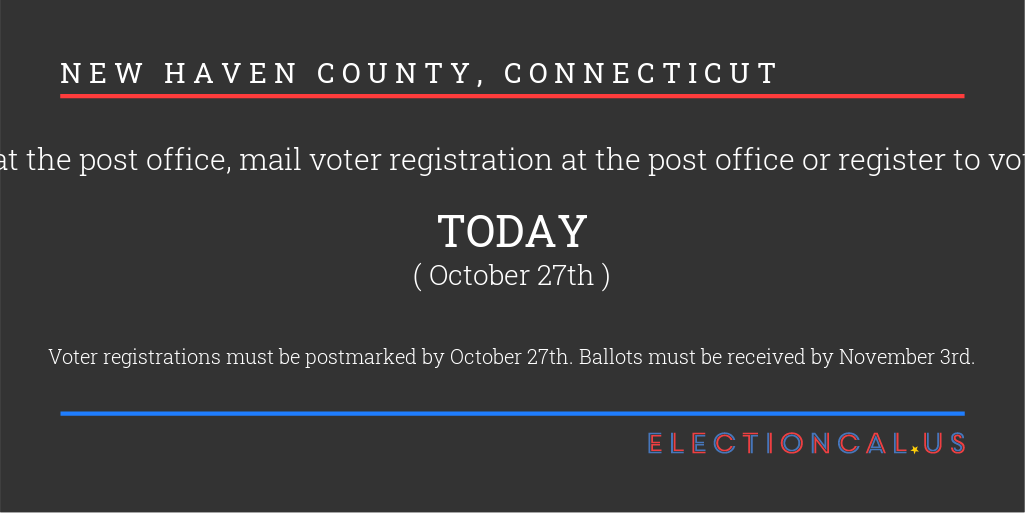 NEW HAVEN COUNTY, CONNECTICUT
at the post office, mail voter registration at the post office or register to vo
TODAY
( October 27th )
Voter registrations must be postmarked by October 27th. Ballots must be received by November 3rd.
ELECTIONCAL.US